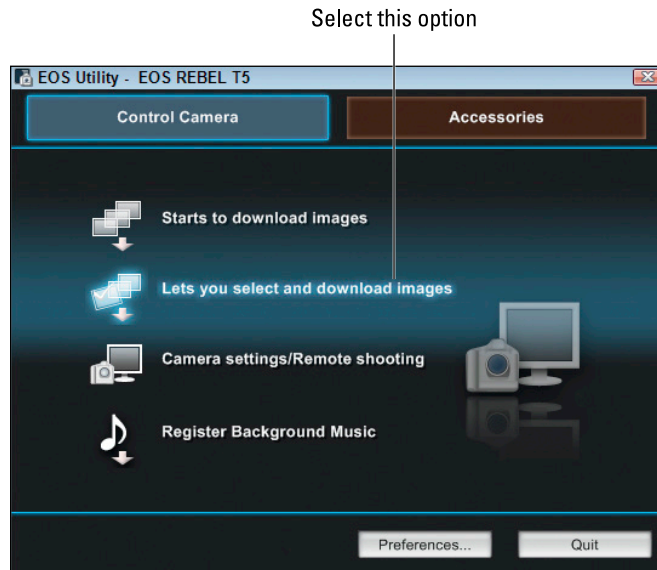 Select this option
EOS Utility - EOS REBEL T5
Control Camera
Accessories
Starts to download images
Lets you select and download images
Camera settings/Remote shooting
Register Background Music
Preferences...
Quit